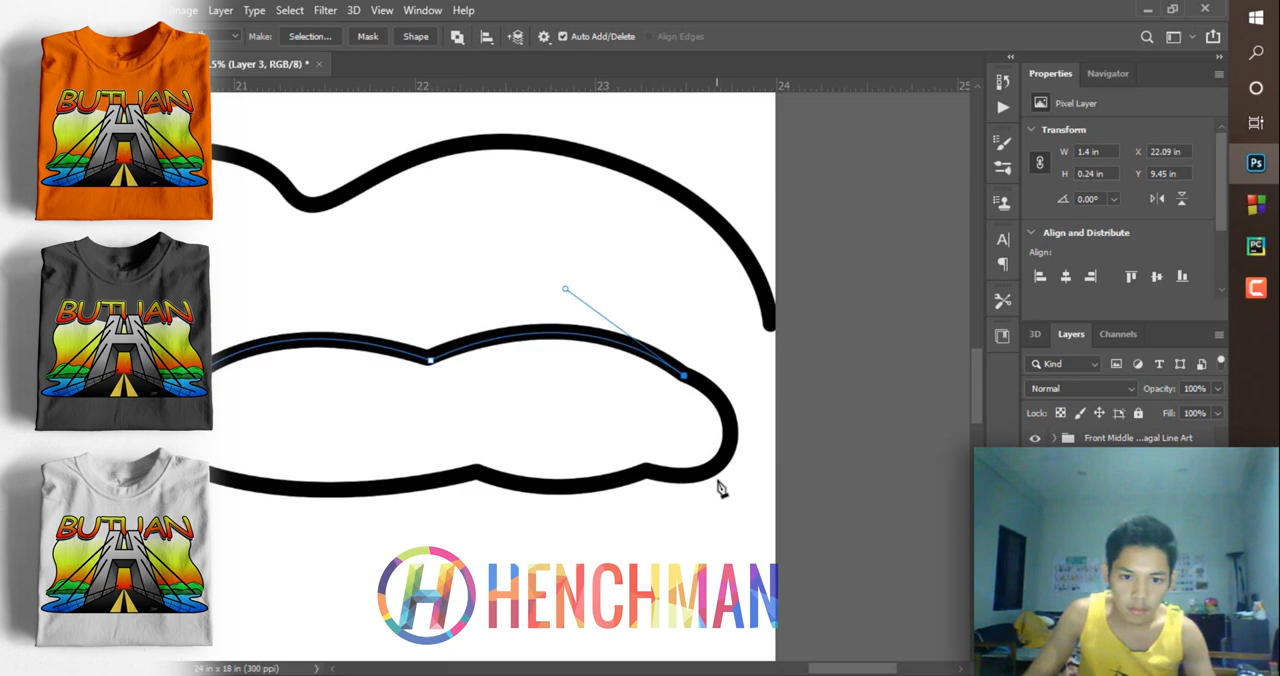 Image Layer Type Select Filter 3D View Window Help
Make: Selection... Mask Shape Auto Add/Delete Align Edges
.5% (Layer 3, RGB/8) * ×
21 22 23 24 25
Properties Navigator
Pixel Layer
Transform
W 1.4 in X 22.09 in
H 0.24 in Y 9.45 in
0.00°
Align and Distribute
Align:
3D Layers Channels
Kind
Normal Opacity: 100%
Lock: Fill: 100%
Front Middle ...agal Line Art
BUTUAN
BUTUAN
BUTUAN
H HENCHMAN
24 in x 18 in (300 ppi)
Ps
PC